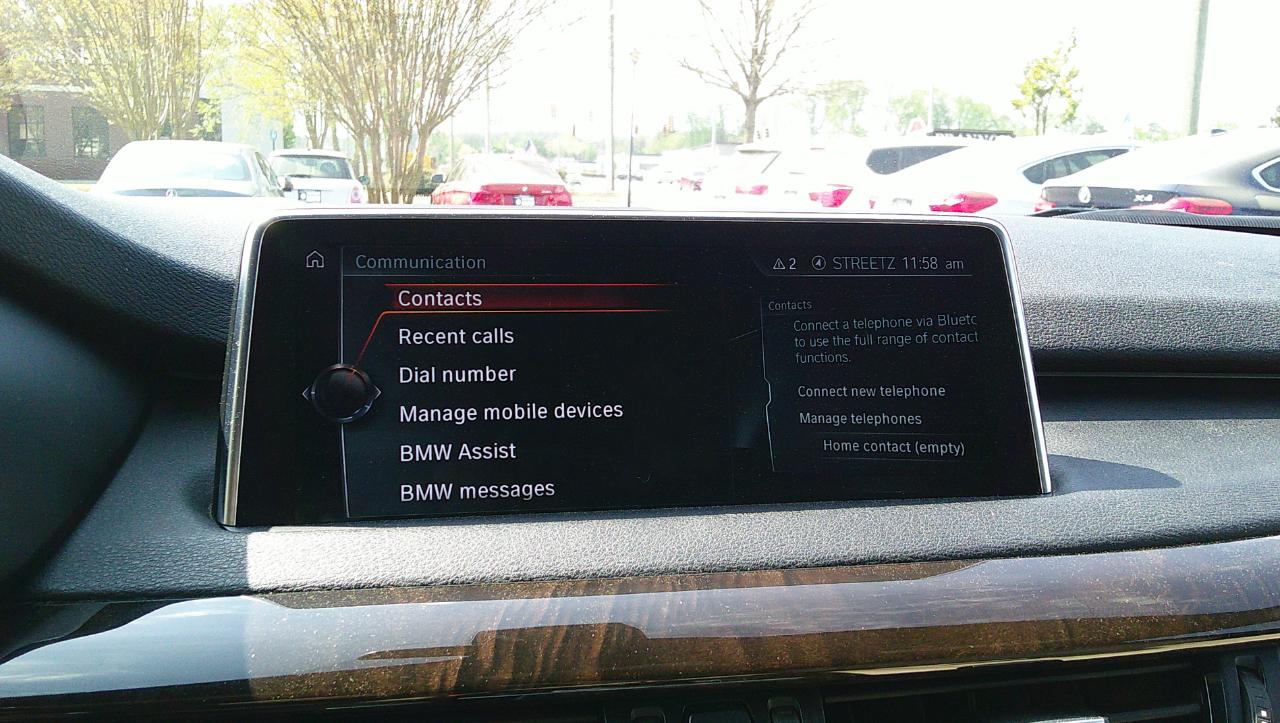 Communication
2 STREETZ 11:58 am
Contacts
Recent calls
Dial number
Manage mobile devices
BMW Assist
BMW messages
Contacts
Connect a telephone via Bluetc
to use the full range of contact
functions.
Connect new telephone
Manage telephones
Home contact (empty)